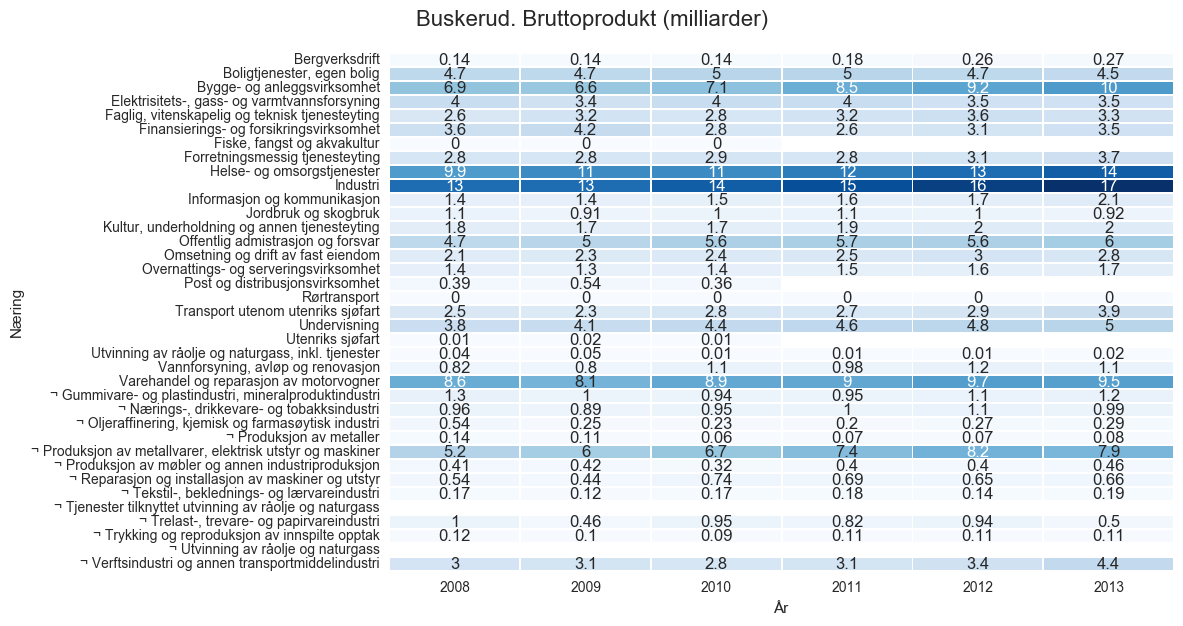 Buskerud. Bruttoprodukt (milliarder)
Bergverksdrift 0.14 0.14 0.14 0.18 0.26 0.27
Boligtjenester, egen bolig 4.7 4.7 5 5 4.7 4.5
Bygge- og anleggsvirksomhet 6.9 6.6 7.1 8.5 9.2 10
Elektrisitets-, gass- og varmtvannsforsyning 4 3.4 4 4 3.5 3.5
Faglig, vitenskapelig og teknisk tjenesteyting 2.6 3.2 2.8 3.2 3.6 3.3
Finansierings- og forsikringsvirksomhet 3.6 4.2 2.8 2.6 3.1 3.5
Fiske, fangst og akvakultur 0 0 0
Forretningsmessig tjenesteyting 2.8 2.8 2.9 2.8 3.1 3.7
Helse- og omsorgstjenester 9.9 11 11 12 13 14
Industri 13 13 14 15 16 17
Informasjon og kommunikasjon 1.4 1.4 1.5 1.6 1.7 2.1
Jordbruk og skogbruk 1.1 0.91 1 1.1 1 0.92
Kultur, underholdning og annen tjenesteyting 1.8 1.7 1.7 1.9 2 2
Offentlig admistrasjon og forsvar 4.7 5 5.6 5.7 5.6 6
Omsetning og drift av fast eiendom 2.1 2.3 2.4 2.5 3 2.8
Overnattings- og serveringsvirksomhet 1.4 1.3 1.4 1.5 1.6 1.7
Post og distribusjonsvirksomhet 0.39 0.54 0.36
Rørtransport 0 0 0 0 0 0
Transport utenom utenriks sjøfart 2.5 2.3 2.8 2.7 2.9 3.9
Undervisning 3.8 4.1 4.4 4.6 4.8 5
Utenriks sjøfart 0.01 0.02 0.01
Utvinning av råolje og naturgass, inkl. tjenester 0.04 0.05 0.01 0.01 0.01 0.02
Vannforsyning, avløp og renovasjon 0.82 0.8 1.1 0.98 1.2 1.1
Varehandel og reparasjon av motorvogner 8.6 8.1 8.9 9 9.7 9.5
¬ Gummivare- og plastindustri, mineralproduktindustri 1.3 1 0.94 0.95 1.1 1.2
¬ Nærings-, drikkevare- og tobakksindustri 0.96 0.89 0.95 1 1.1 0.99
¬ Oljeraffinering, kjemisk og farmasøytisk industri 0.54 0.25 0.23 0.2 0.27 0.29
¬ Produksjon av metaller 0.14 0.11 0.06 0.07 0.07 0.08
¬ Produksjon av metallvarer, elektrisk utstyr og maskiner 5.2 6 6.7 7.4 8.2 7.9
¬ Produksjon av møbler og annen industriproduksjon 0.41 0.42 0.32 0.4 0.4 0.46
¬ Reparasjon og installasjon av maskiner og utstyr 0.54 0.44 0.74 0.69 0.65 0.66
¬ Tekstil-, beklednings- og lærvareindustri 0.17 0.12 0.17 0.18 0.14 0.19
¬ Tjenester tilknyttet utvinning av råolje og naturgass
¬ Trelast-, trevare- og papirvareindustri 1 0.46 0.95 0.82 0.94 0.5
¬ Trykking og reproduksjon av innspilte opptak 0.12 0.1 0.09 0.11 0.11 0.11
¬ Utvinning av råolje og naturgass
¬ Verftsindustri og annen transportmiddelindustri 3 3.1 2.8 3.1 3.4 4.4
2008 2009 2010 2011 2012 2013
År
Næring